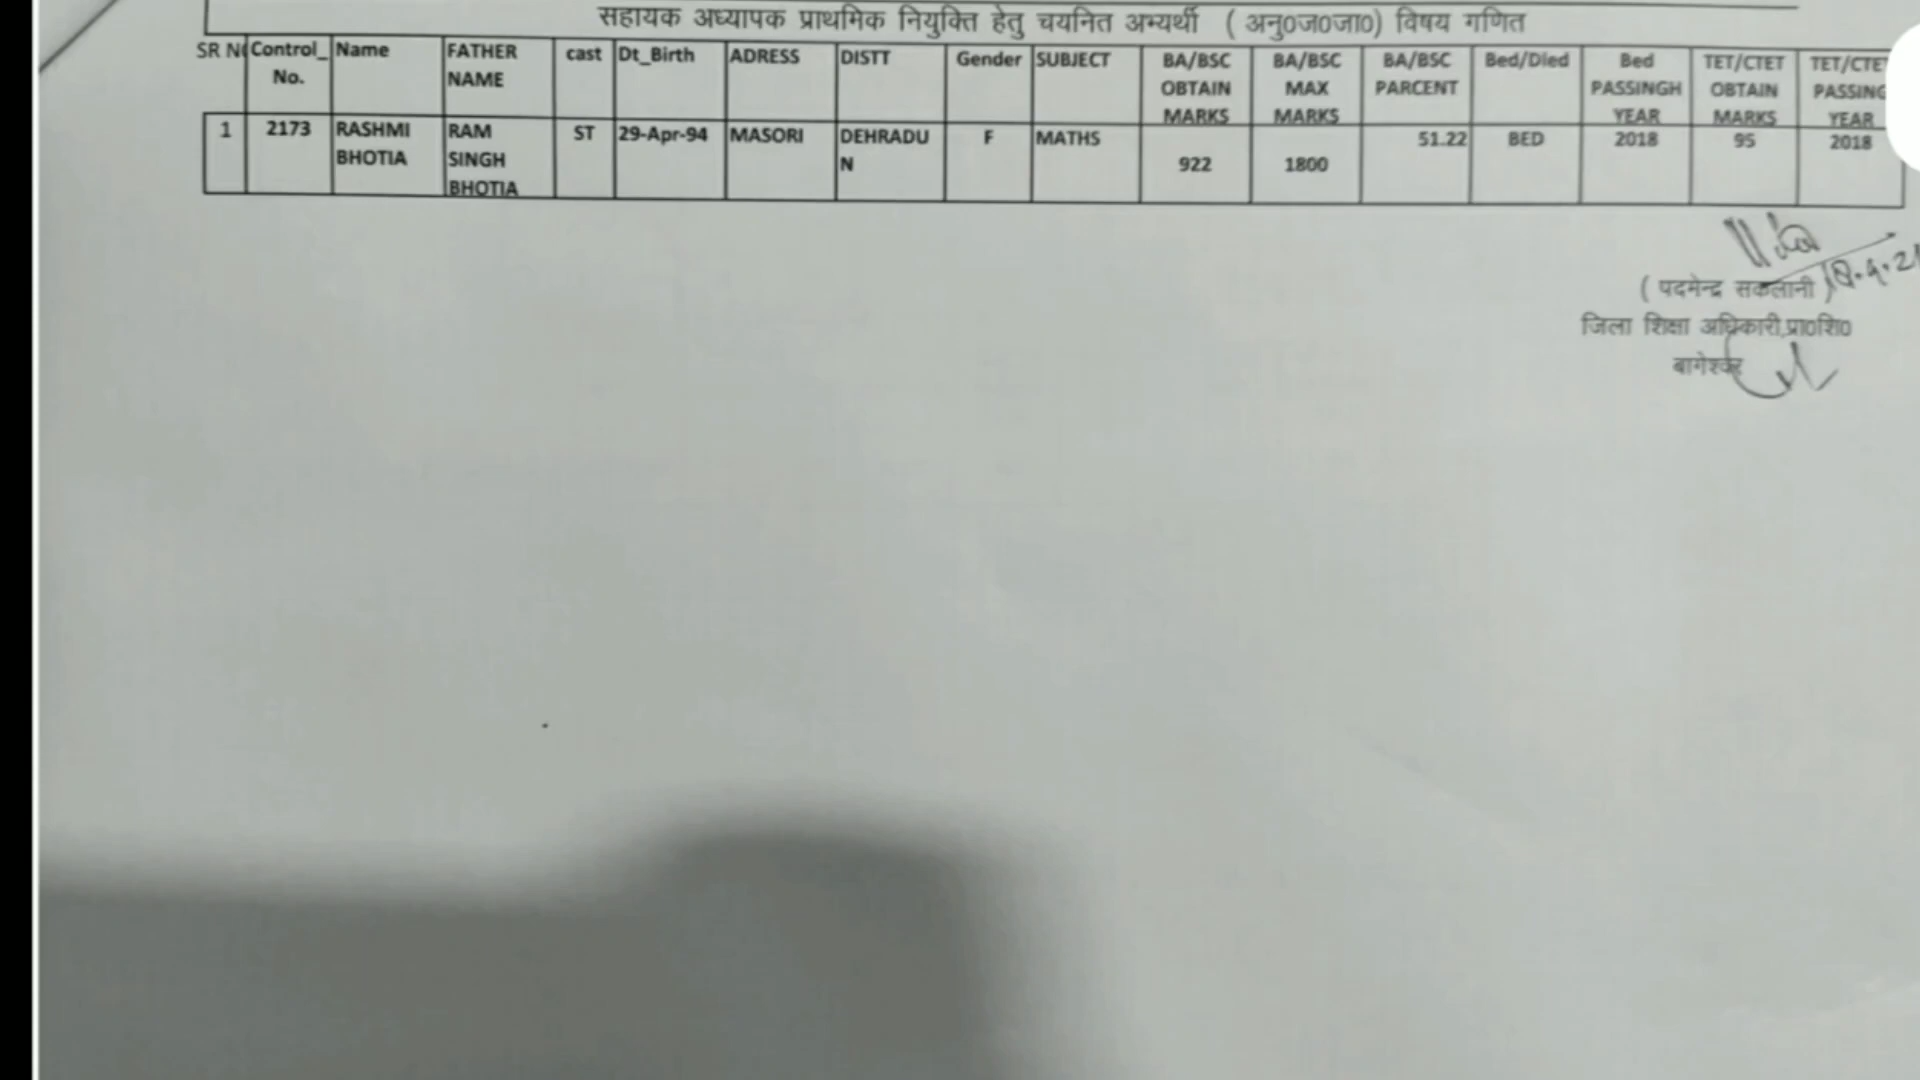 सहायक अध्यापक प्राथमिक नियुक्ति हेतु चयनित अभ्यर्थी ( अनु0ज0जा0) विषय गणित
SR N Control_ No. Name FATHER NAME cast Dt_Birth ADRESS DISTT Gender SUBJECT BA/BSC OBTAIN MARKS BA/BSC MAX MARKS BA/BSC PARCENT Bed/Dled Bed PASSINGH YEAR TET/CTET OBTAIN MARKS TET/CTET PASSING YEAR
1 2173 RASHMI BHOTIA RAM SINGH BHOTIA ST 29-Apr-94 MASORI DEHRADU N F MATHS 922 1800 51.22 BED 2018 95 2018
18.9.21
( पदमेन्द्र सकलानी )
जिला शिक्षा अधिकारी,प्रा0शि0
बागेश्वर